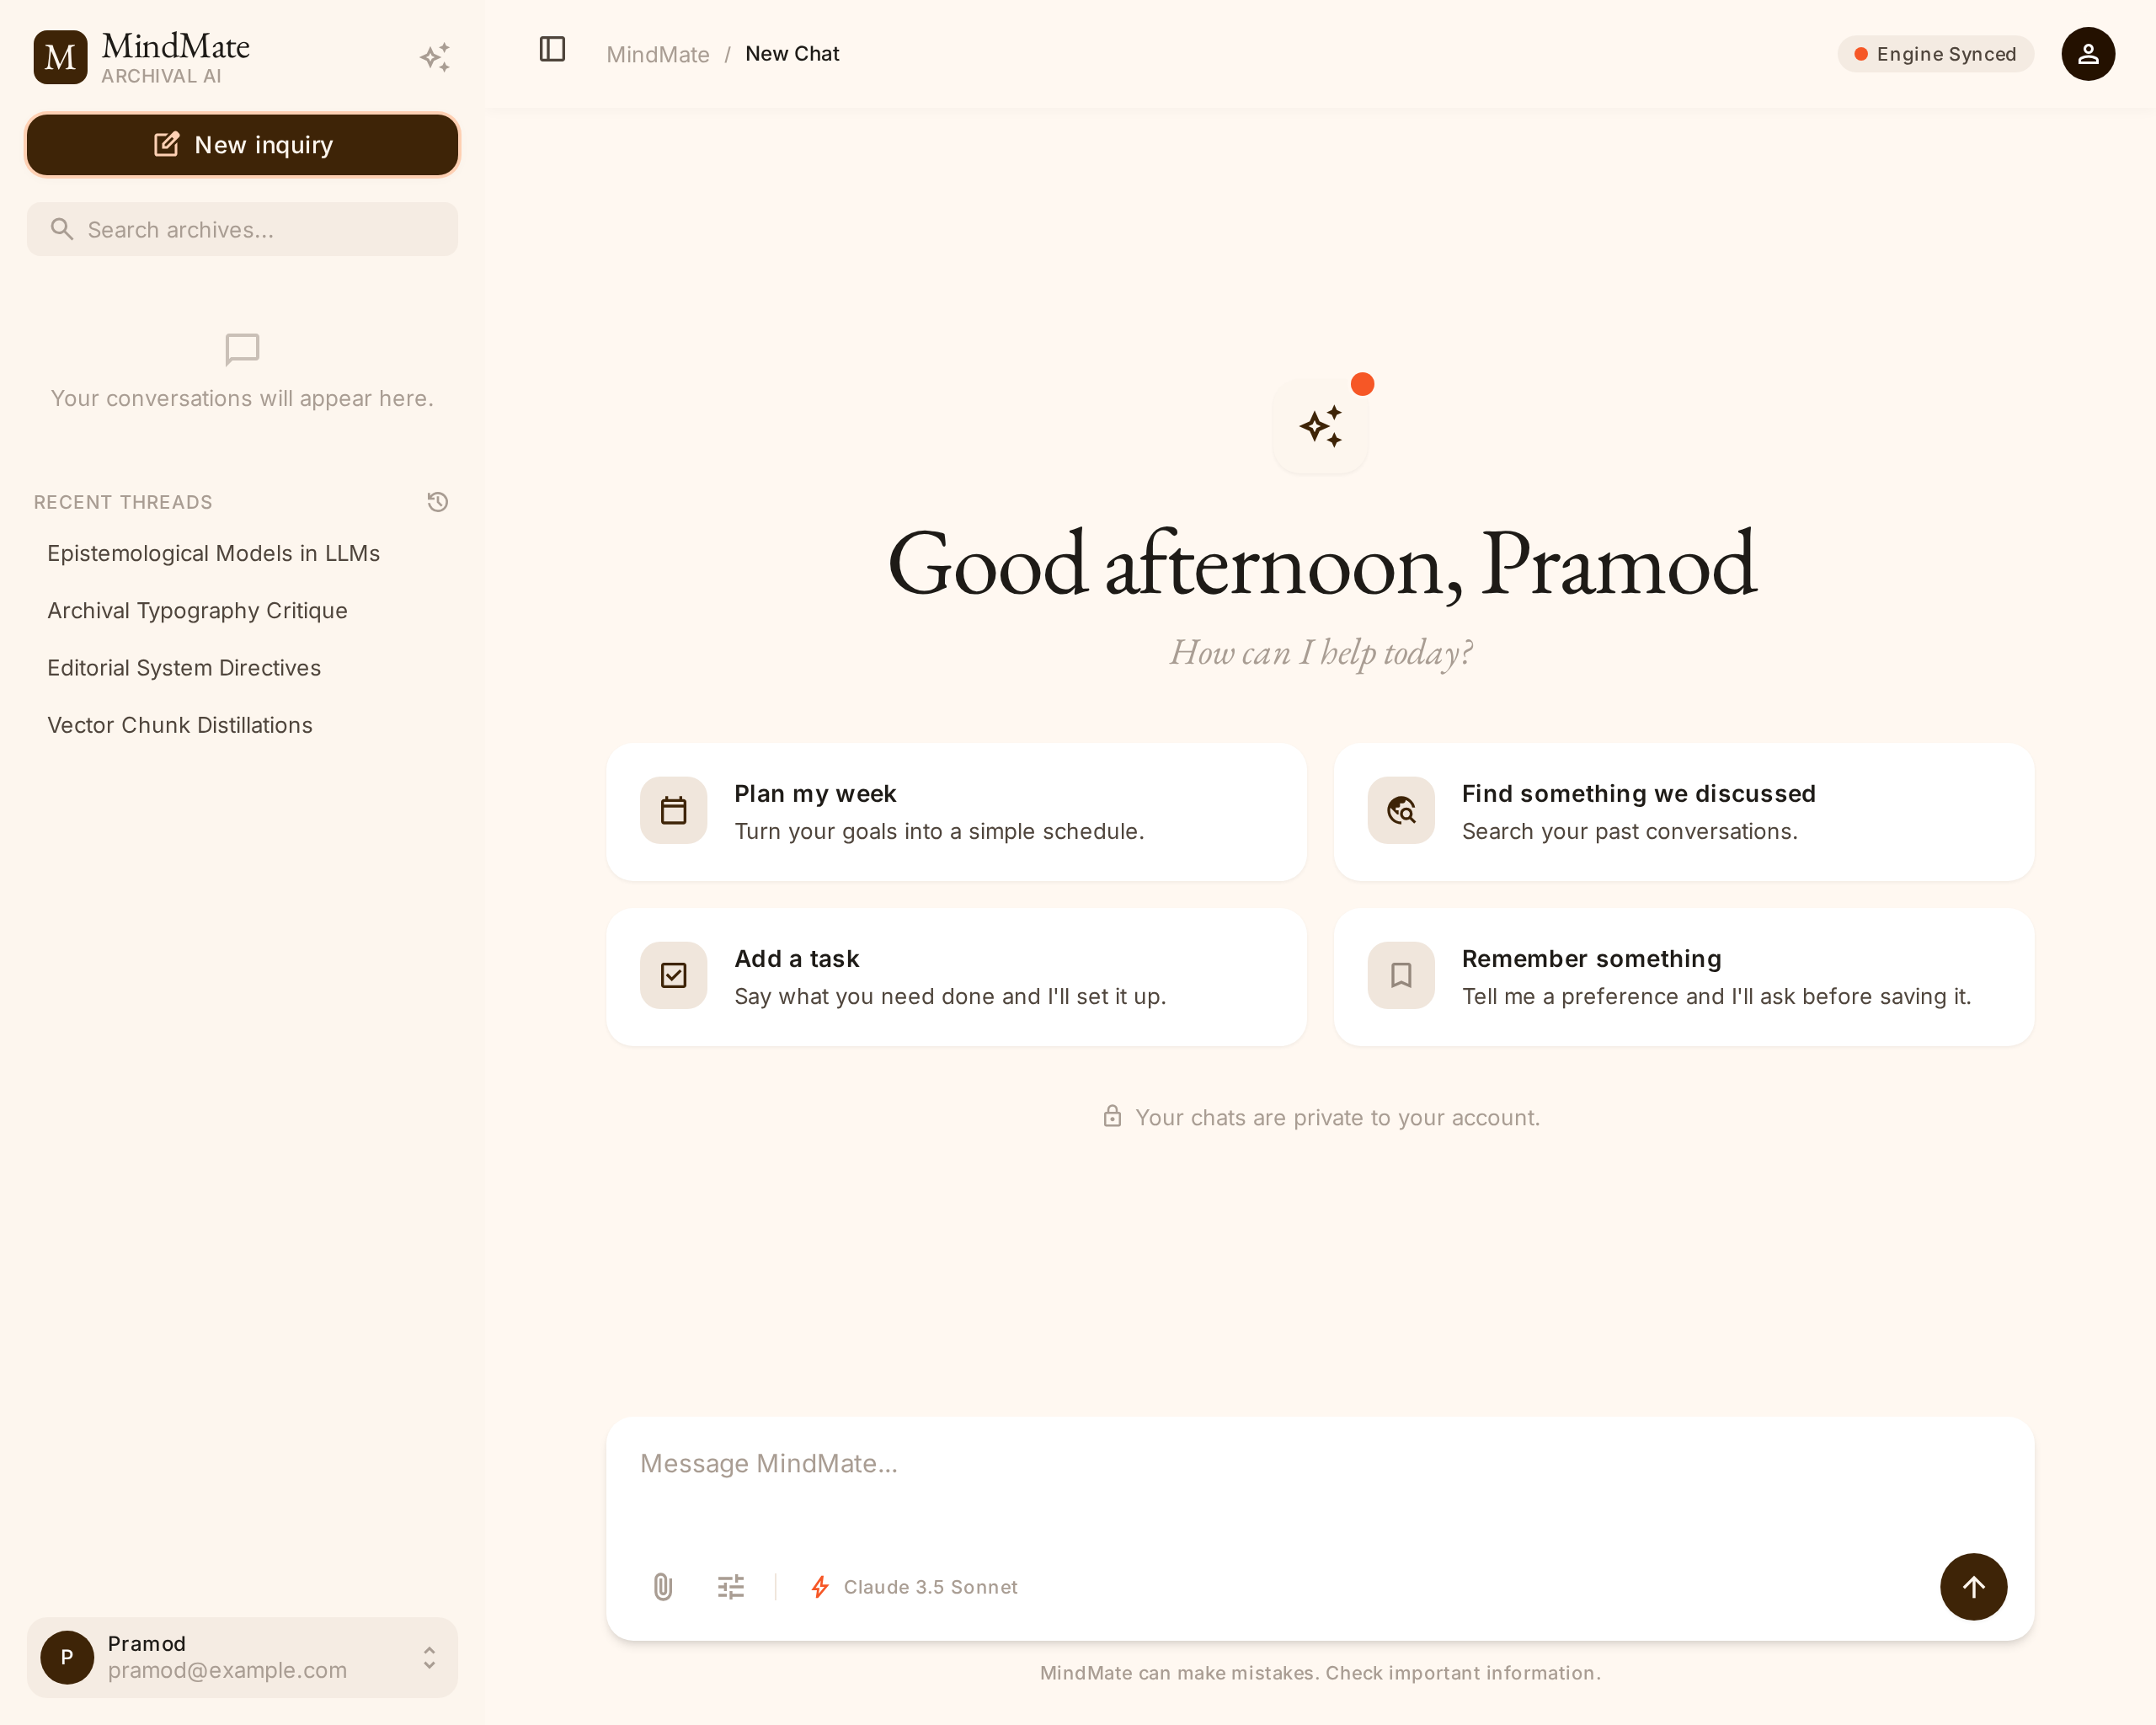 M
MindMate
ARCHIVAL AI
New inquiry
Search archives...
Your conversations will appear here.
RECENT THREADS
Epistemological Models in LLMs
Archival Typography Critique
Editorial System Directives
Vector Chunk Distillations
P
Pramod
pramod@example.com
MindMate / New Chat
Engine Synced
Good afternoon, Pramod
How can I help today?
Plan my week
Turn your goals into a simple schedule.
Find something we discussed
Search your past conversations.
Add a task
Say what you need done and I'll set it up.
Remember something
Tell me a preference and I'll ask before saving it.
Your chats are private to your account.
Message MindMate...
Claude 3.5 Sonnet
MindMate can make mistakes. Check important information.